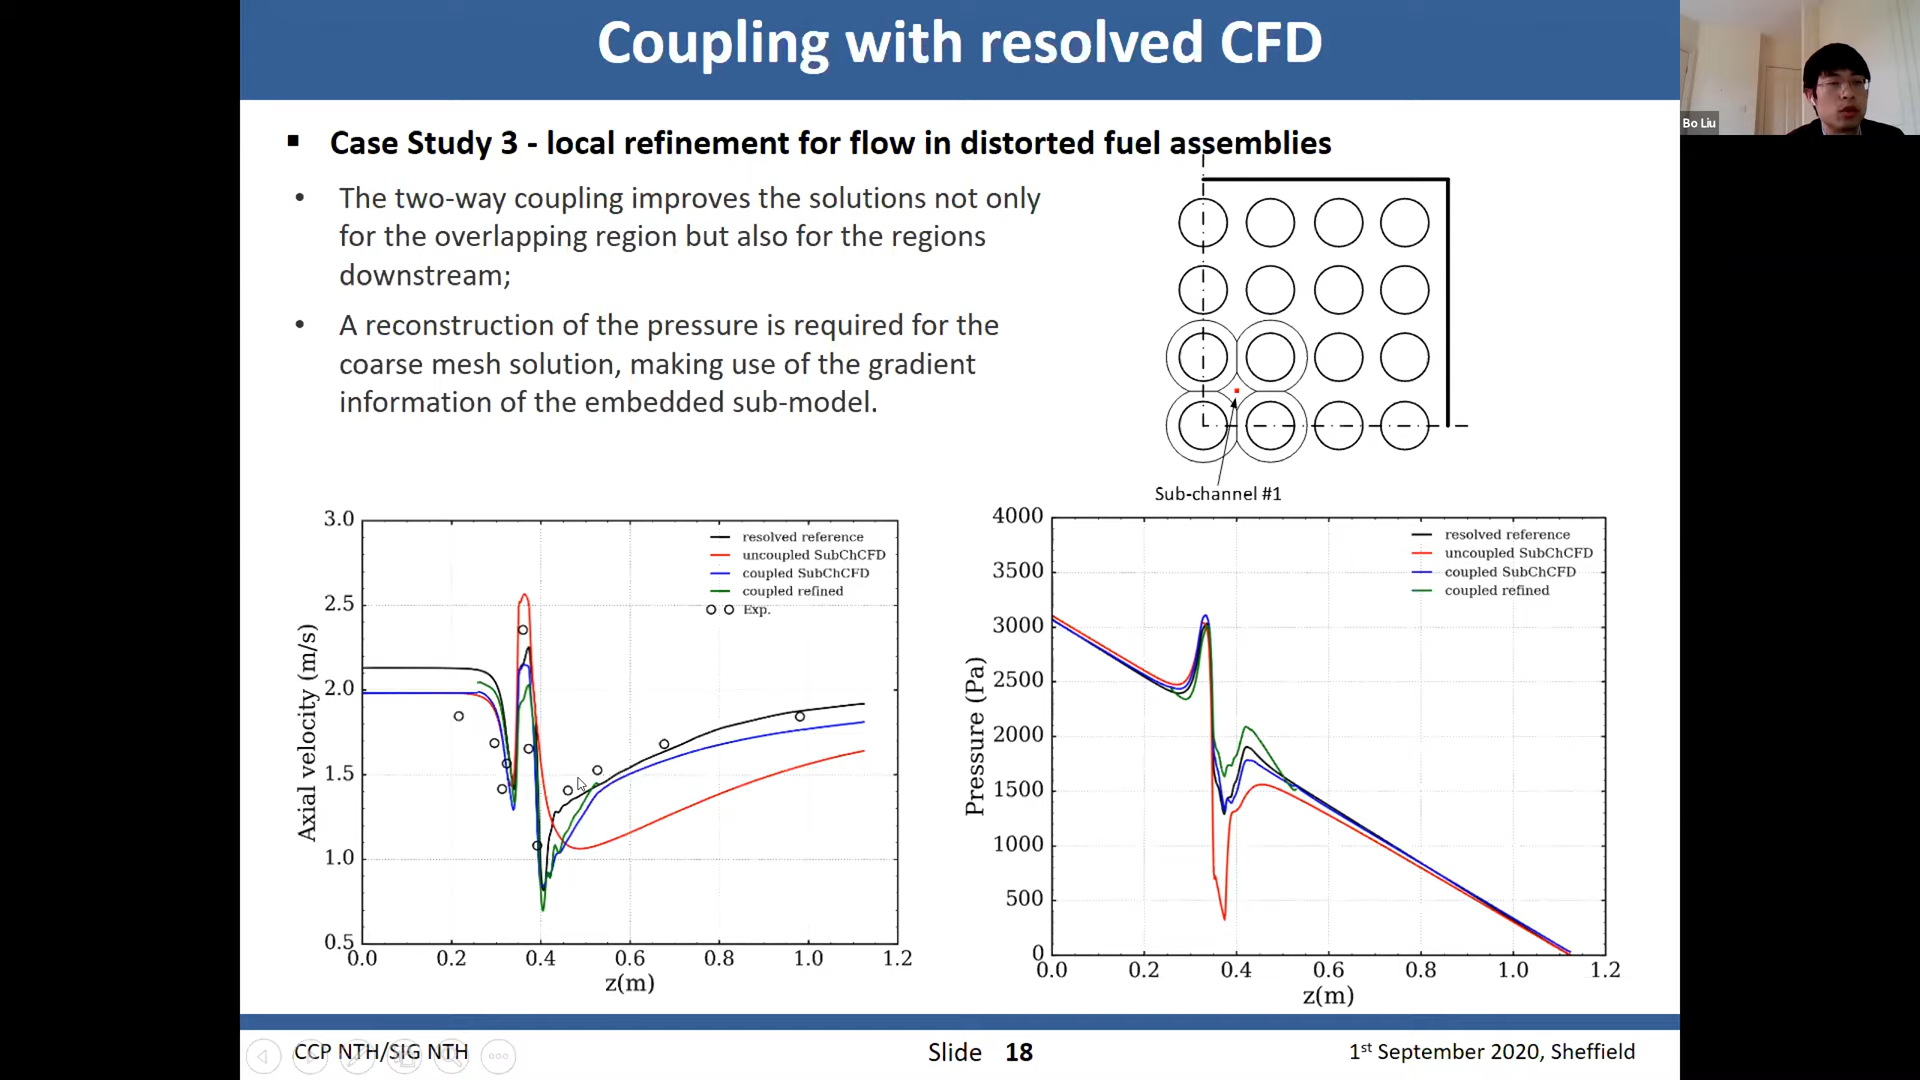 Coupling with resolved CFD
Bo Liu
▪ Case Study 3 - local refinement for flow in distorted fuel assemblies
• The two-way coupling improves the solutions not only
for the overlapping region but also for the regions
downstream;
• A reconstruction of the pressure is required for the
coarse mesh solution, making use of the gradient
information of the embedded sub-model.
Sub-channel #1
3.0
2.5
2.0
1.5
1.0
0.5
Axial velocity (m/s)
resolved reference
uncoupled SubChCFD
coupled SubChCFD
coupled refined
Exp.
0.0 0.2 0.4 0.6 0.8 1.0 1.2
z(m)
4000
3500
3000
2500
2000
1500
1000
500
0
Pressure (Pa)
resolved reference
uncoupled SubChCFD
coupled SubChCFD
coupled refined
0.0 0.2 0.4 0.6 0.8 1.0 1.2
z(m)
CCP NTH/SIG NTH
Slide 18
1st September 2020, Sheffield